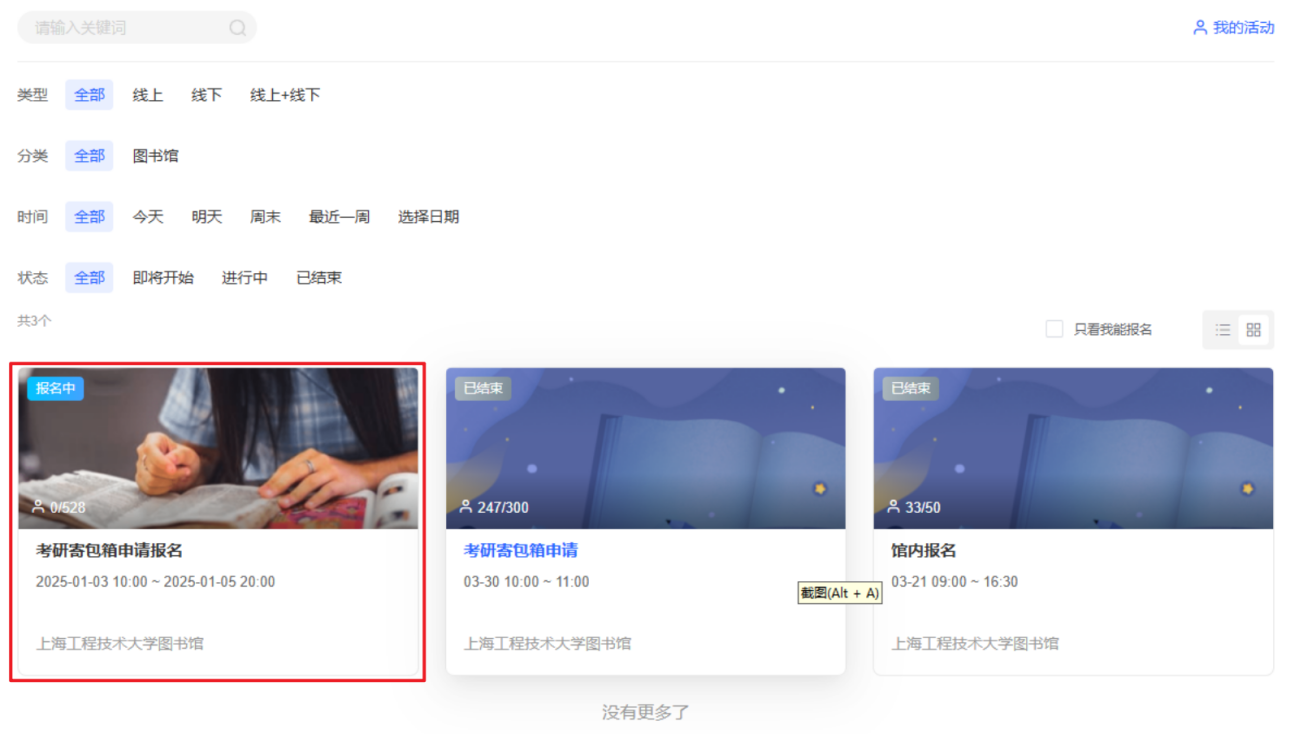 请输入关键词
我的活动
类型 全部 线上 线下 线上+线下
分类 全部 图书馆
时间 全部 今天 明天 周末 最近一周 选择日期
状态 全部 即将开始 进行中 已结束
共3个
只看我能报名
报名中
0/528
考研寄包箱申请报名
2025-01-03 10:00 ~ 2025-01-05 20:00
上海工程技术大学图书馆
已结束
247/300
考研寄包箱申请
03-30 10:00 ~ 11:00
截图(Alt + A)
上海工程技术大学图书馆
已结束
33/50
馆内报名
03-21 09:00 ~ 16:30
上海工程技术大学图书馆
没有更多了